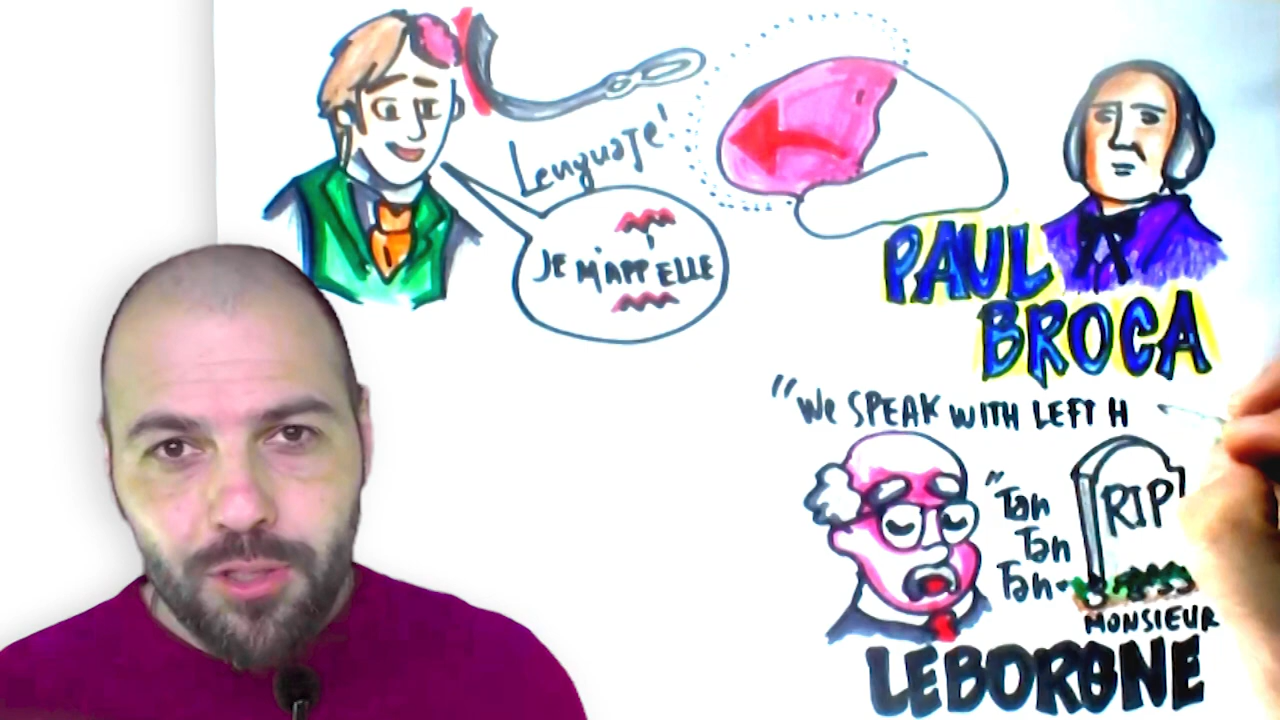 Lenguaje!
JE M'APPELLE
PAUL
BROCA
"We SPEAK WITH LEFT H
"Tan
Tan
Tan
RIP
MONSIEUR
LEBORGNE